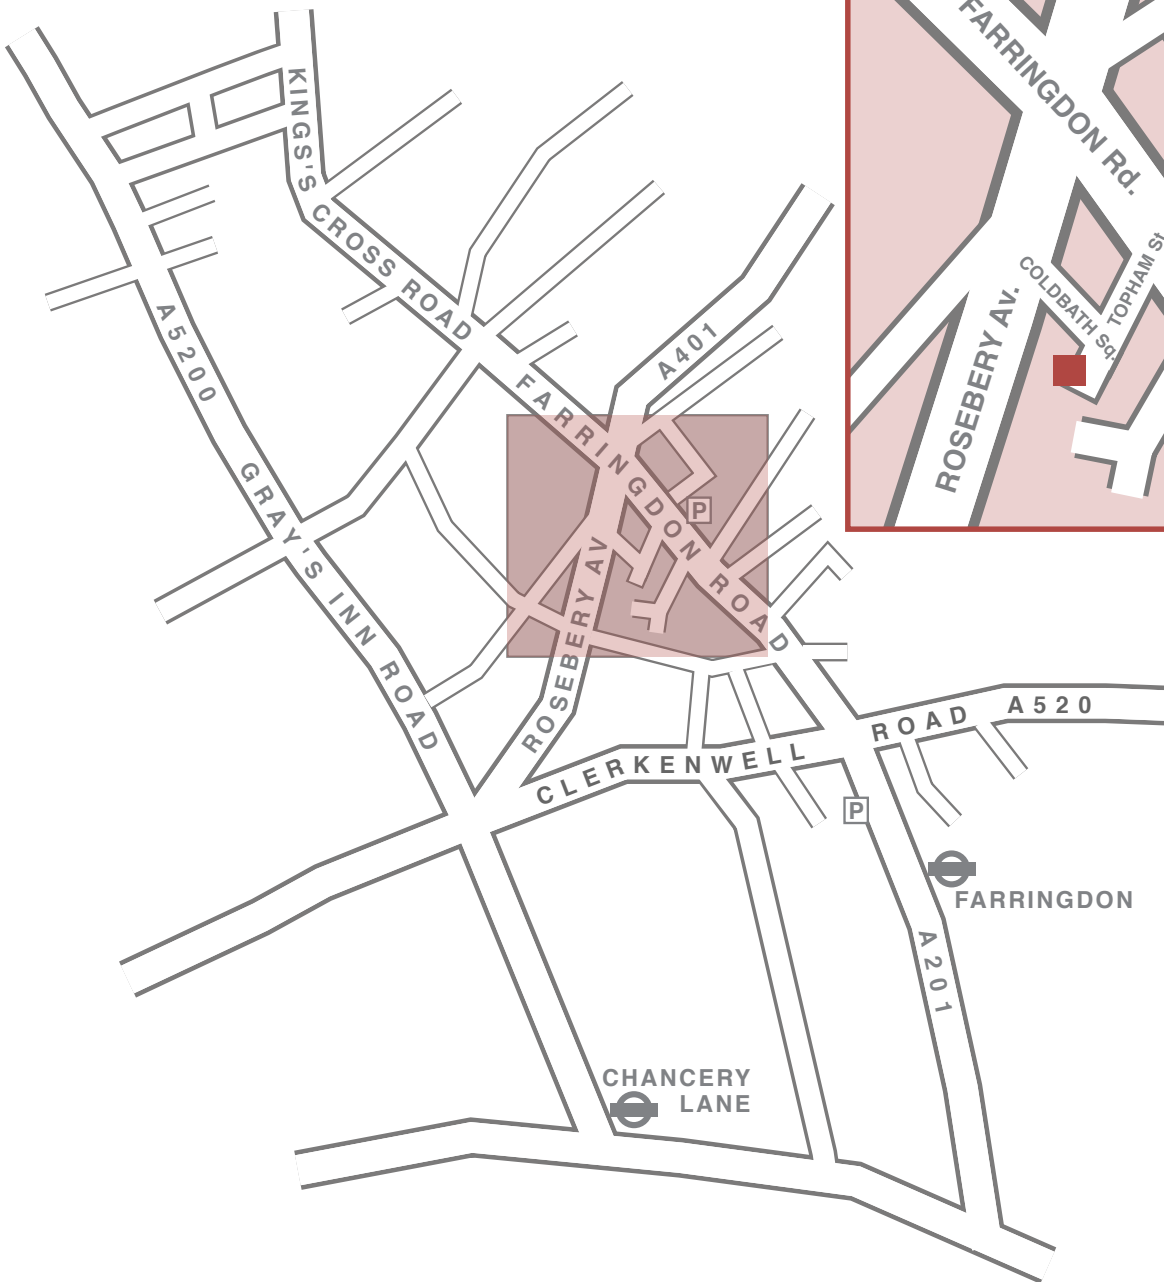 KINGS'S CROSS ROAD
FARRINGDON Rd.
COLDBATH Sq.
TOPHAM St
ROSEBERY Av.
A5200
A401
FARRINGDON ROAD
P
GRAY'S INN ROAD
ROSEBERY AV
CLERKENWELL ROAD
A520
P
FARRINGDON
A201
CHANCERY
LANE